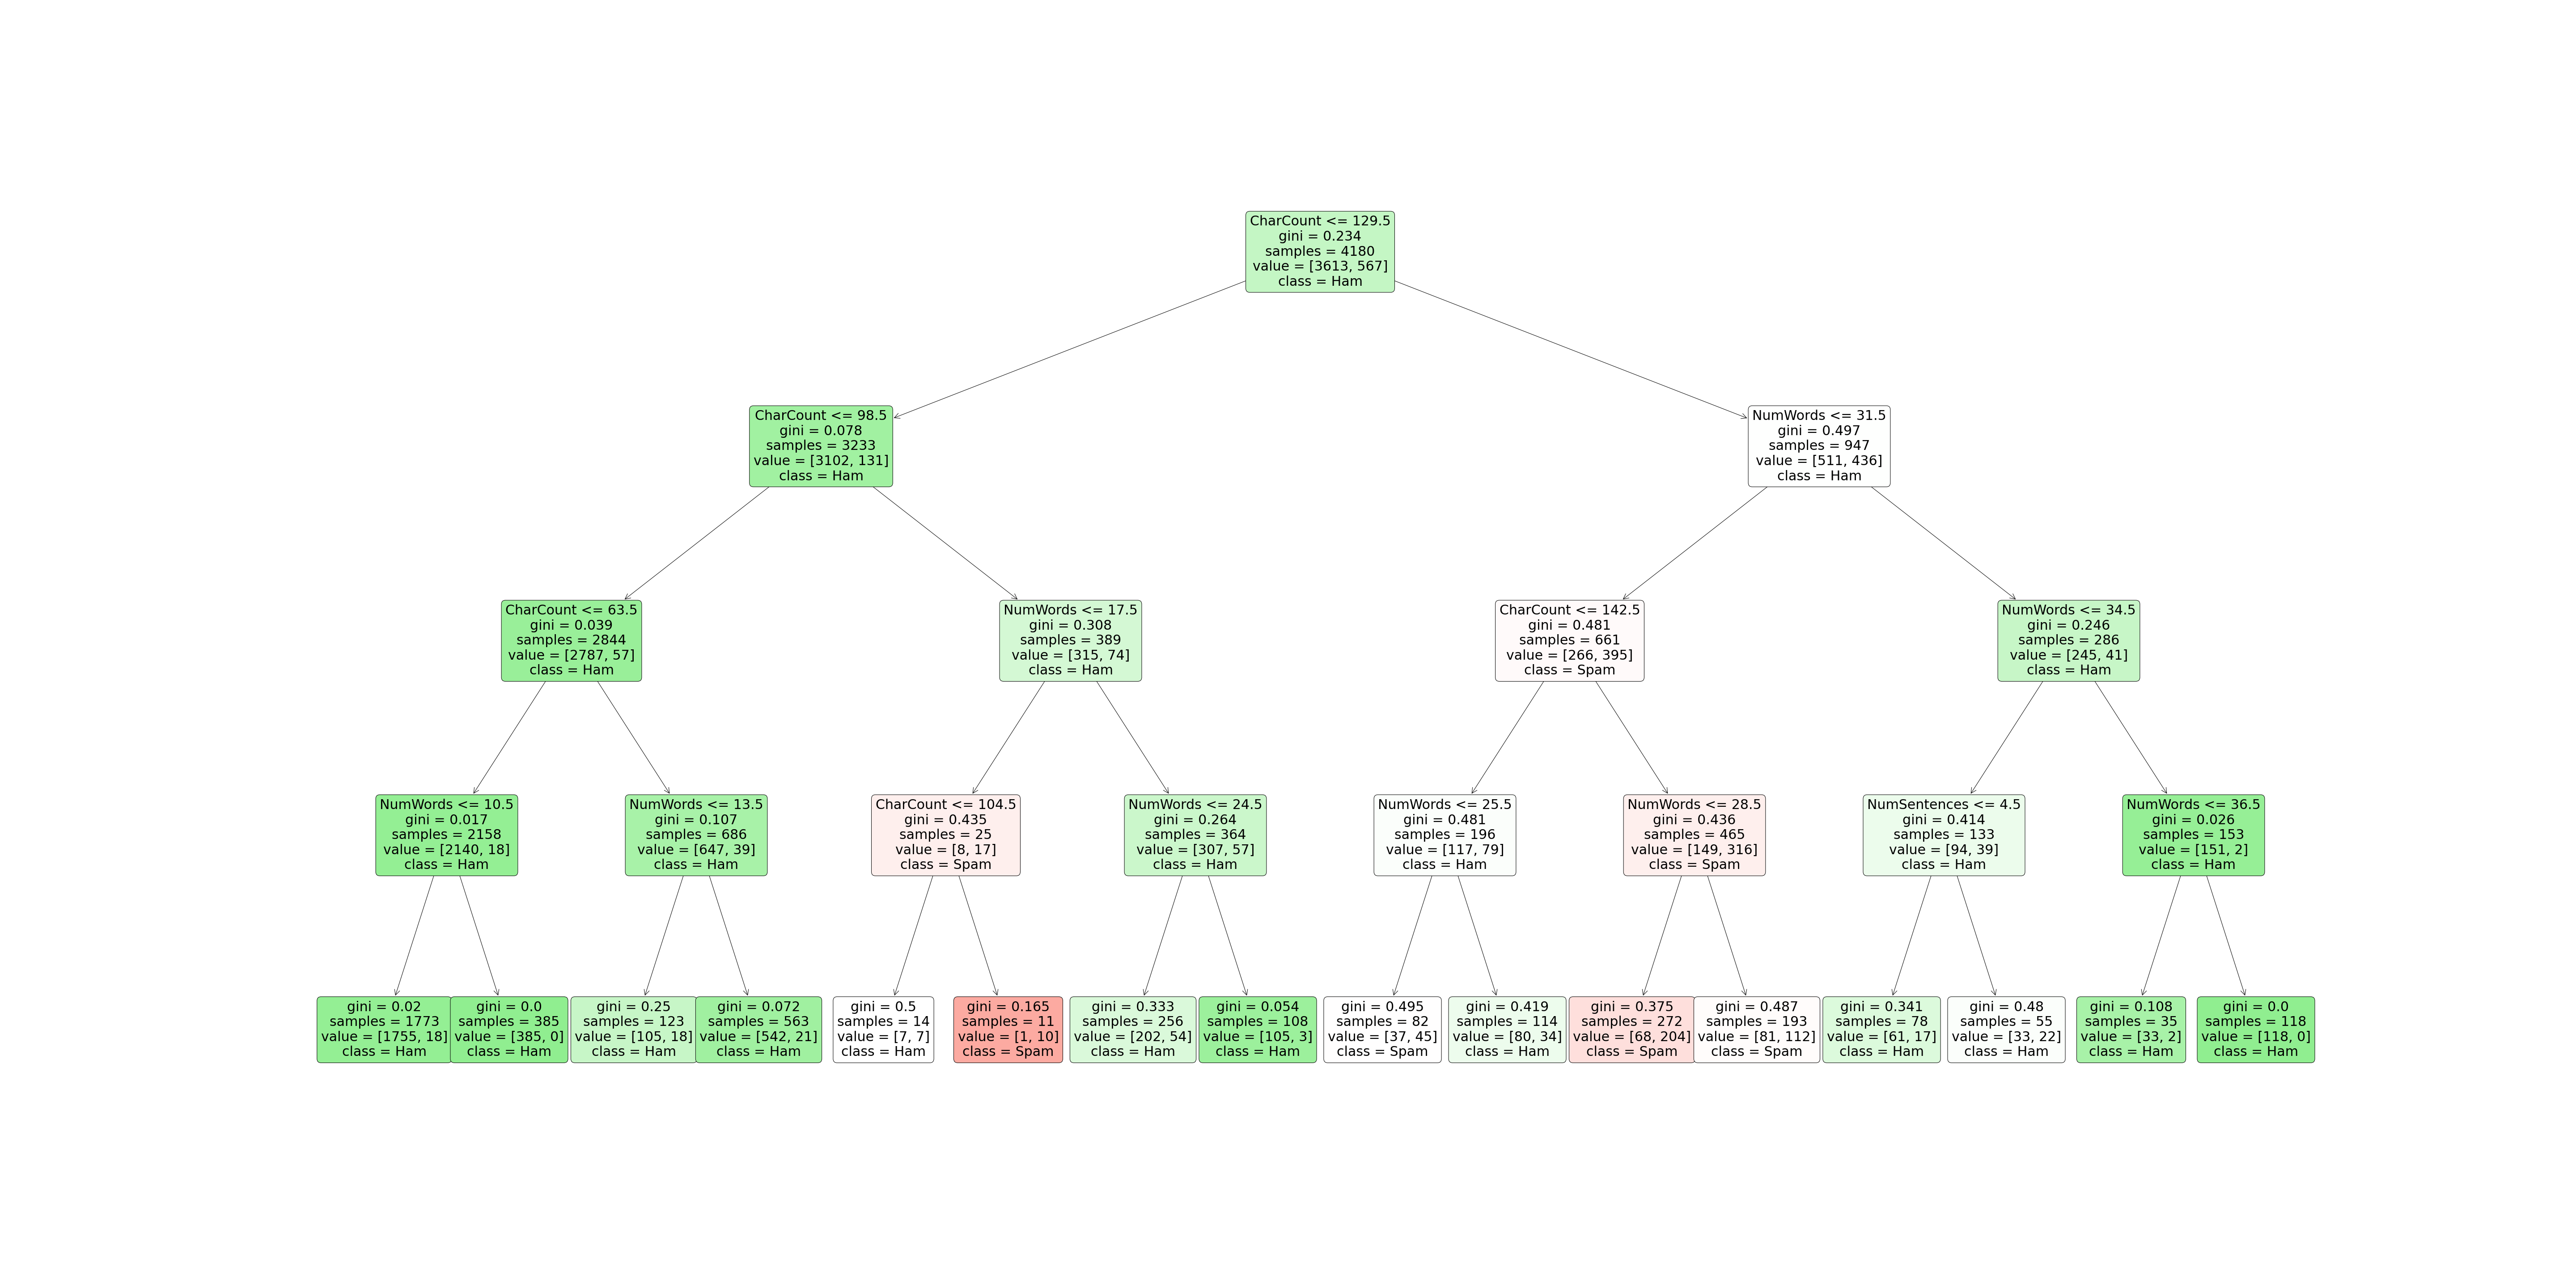 CharCount <= 129.5
gini = 0.234
samples = 4180
value = [3613, 567]
class = Ham
CharCount <= 98.5
gini = 0.078
samples = 3233
value = [3102, 131]
class = Ham
NumWords <= 31.5
gini = 0.497
samples = 947
value = [511, 436]
class = Ham
CharCount <= 63.5
gini = 0.039
samples = 2844
value = [2787, 57]
class = Ham
NumWords <= 17.5
gini = 0.308
samples = 389
value = [315, 74]
class = Ham
CharCount <= 142.5
gini = 0.481
samples = 661
value = [266, 395]
class = Spam
NumWords <= 34.5
gini = 0.246
samples = 286
value = [245, 41]
class = Ham
NumWords <= 10.5
gini = 0.017
samples = 2158
value = [2140, 18]
class = Ham
NumWords <= 13.5
gini = 0.107
samples = 686
value = [647, 39]
class = Ham
CharCount <= 104.5
gini = 0.435
samples = 25
value = [8, 17]
class = Spam
NumWords <= 24.5
gini = 0.264
samples = 364
value = [307, 57]
class = Ham
NumWords <= 25.5
gini = 0.481
samples = 196
value = [117, 79]
class = Ham
NumWords <= 28.5
gini = 0.436
samples = 465
value = [149, 316]
class = Spam
NumSentences <= 4.5
gini = 0.414
samples = 133
value = [94, 39]
class = Ham
NumWords <= 36.5
gini = 0.026
samples = 153
value = [151, 2]
class = Ham
gini = 0.02
samples = 1773
value = [1755, 18]
class = Ham
gini = 0.0
samples = 385
value = [385, 0]
class = Ham
gini = 0.25
samples = 123
value = [105, 18]
class = Ham
gini = 0.072
samples = 563
value = [542, 21]
class = Ham
gini = 0.5
samples = 14
value = [7, 7]
class = Ham
gini = 0.165
samples = 11
value = [1, 10]
class = Spam
gini = 0.333
samples = 256
value = [202, 54]
class = Ham
gini = 0.054
samples = 108
value = [105, 3]
class = Ham
gini = 0.495
samples = 82
value = [37, 45]
class = Spam
gini = 0.419
samples = 114
value = [80, 34]
class = Ham
gini = 0.375
samples = 272
value = [68, 204]
class = Spam
gini = 0.487
samples = 193
value = [81, 112]
class = Spam
gini = 0.341
samples = 78
value = [61, 17]
class = Ham
gini = 0.48
samples = 55
value = [33, 22]
class = Ham
gini = 0.108
samples = 35
value = [33, 2]
class = Ham
gini = 0.0
samples = 118
value = [118, 0]
class = Ham